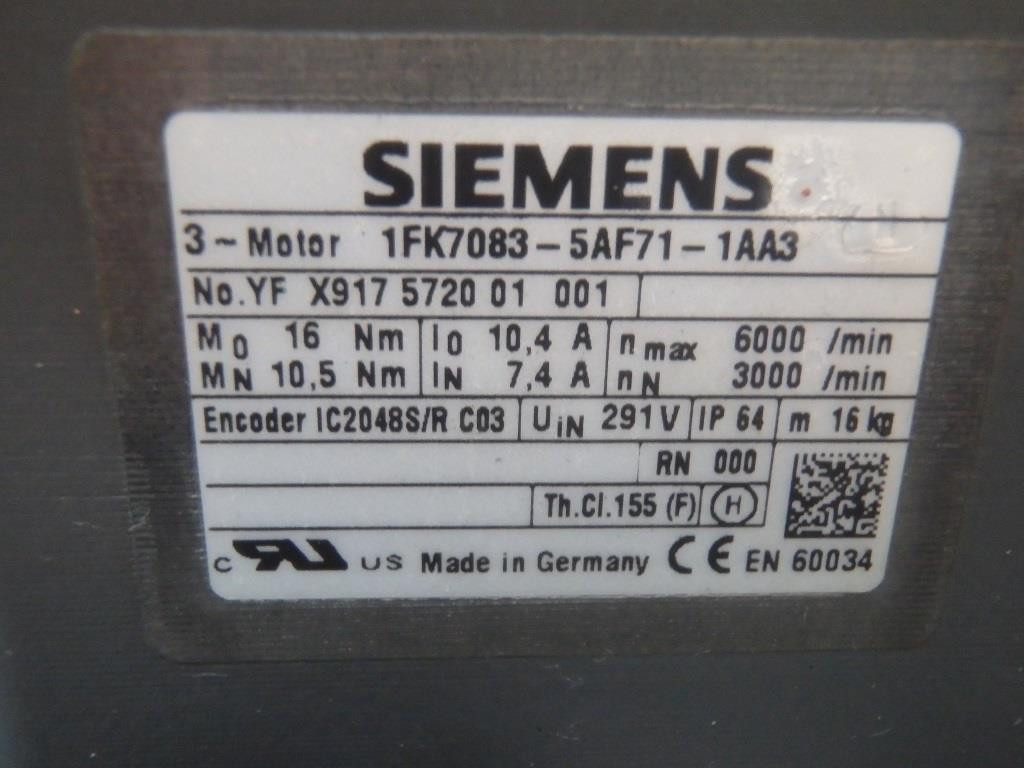 SIEMENS
3~Motor 1FK7083-5AF71-1AA3
No.YF X917 5720 01 001
M0 16 Nm I0 10,4 A nmax 6000 /min
MN 10,5 Nm IN 7,4 A nN 3000 /min
Encoder IC2048S/R C03 UiN 291V IP 64 m 16 kg
RN 000
Th.Cl.155 (F) H
c RU US Made in Germany CE EN 60034